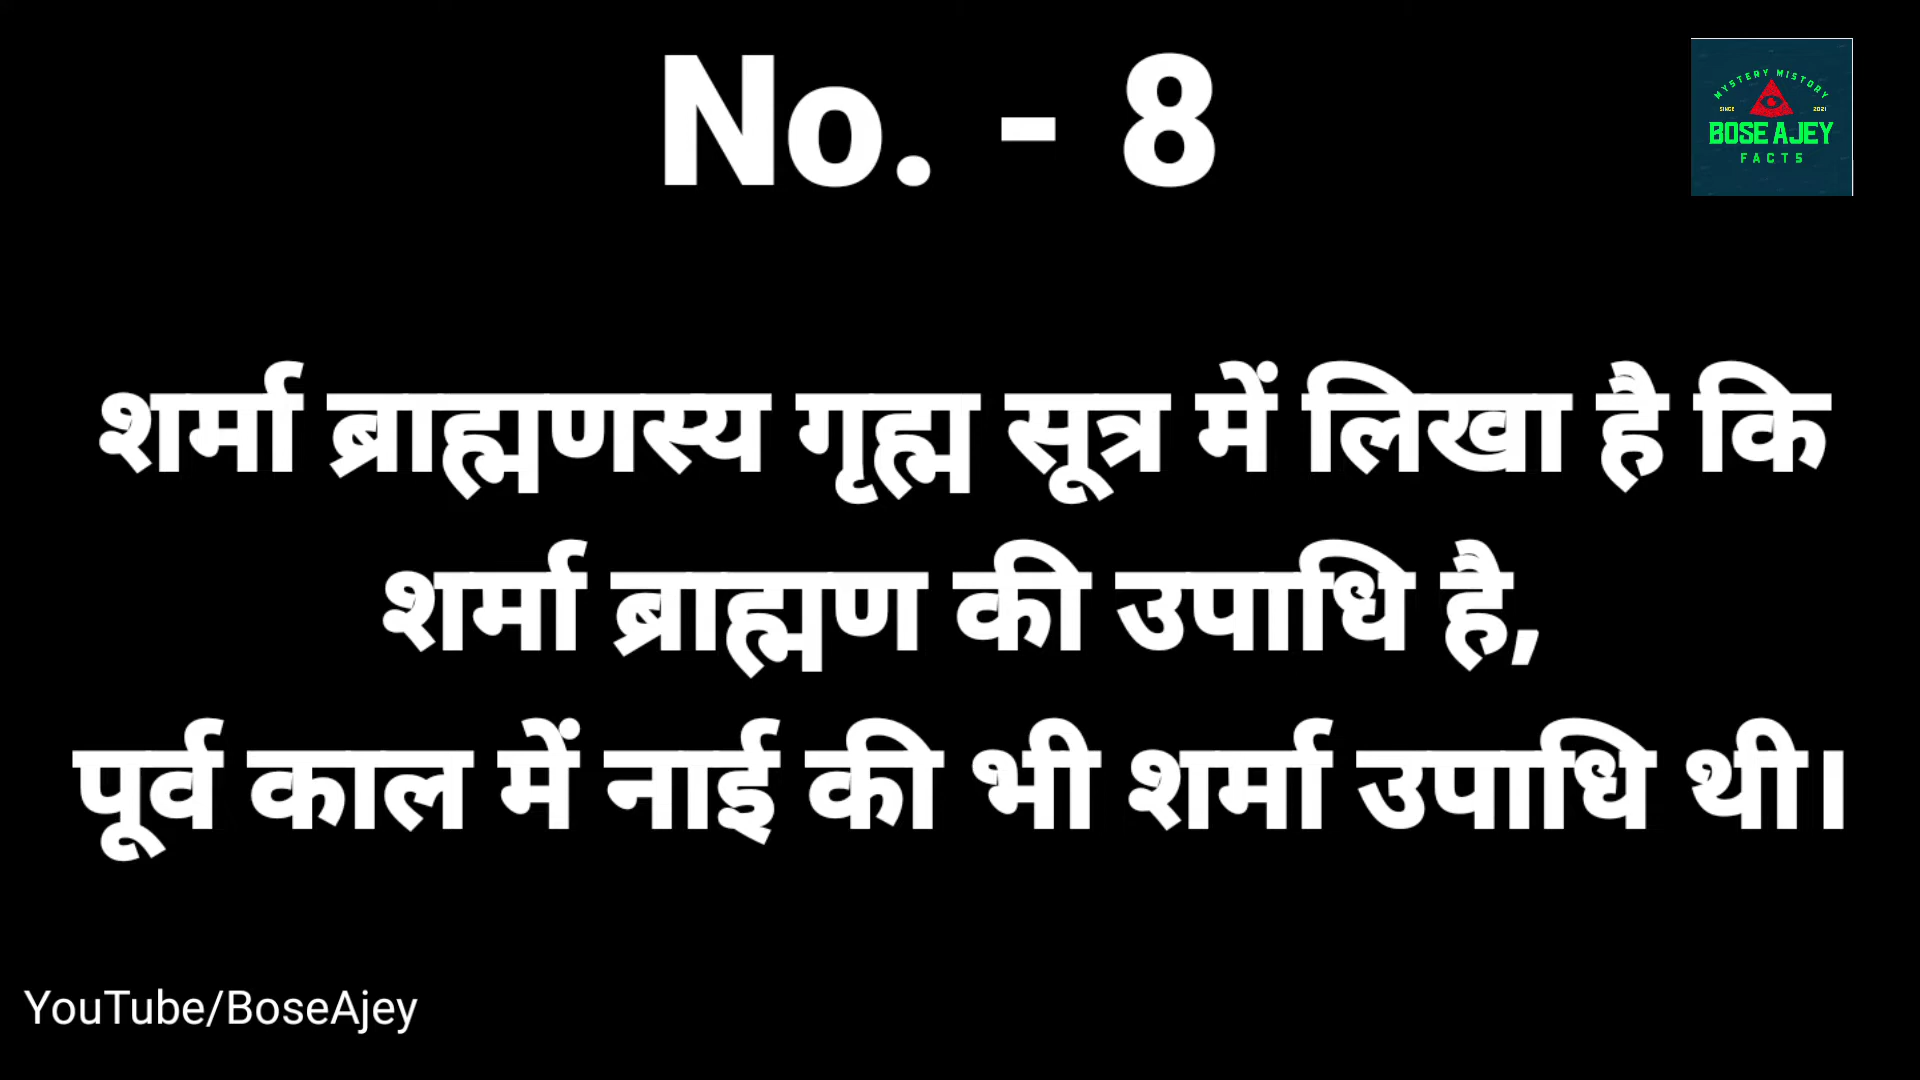 No. - 8
MYSTERY MISTORY
SINCE 2021
BOSE AJEY
FACTS
शर्मा ब्राह्मणस्य गृह्म सूत्र में लिखा है कि
शर्मा ब्राह्मण की उपाधि है,
पूर्व काल में नाई की भी शर्मा उपाधि थी।
YouTube/BoseAjey